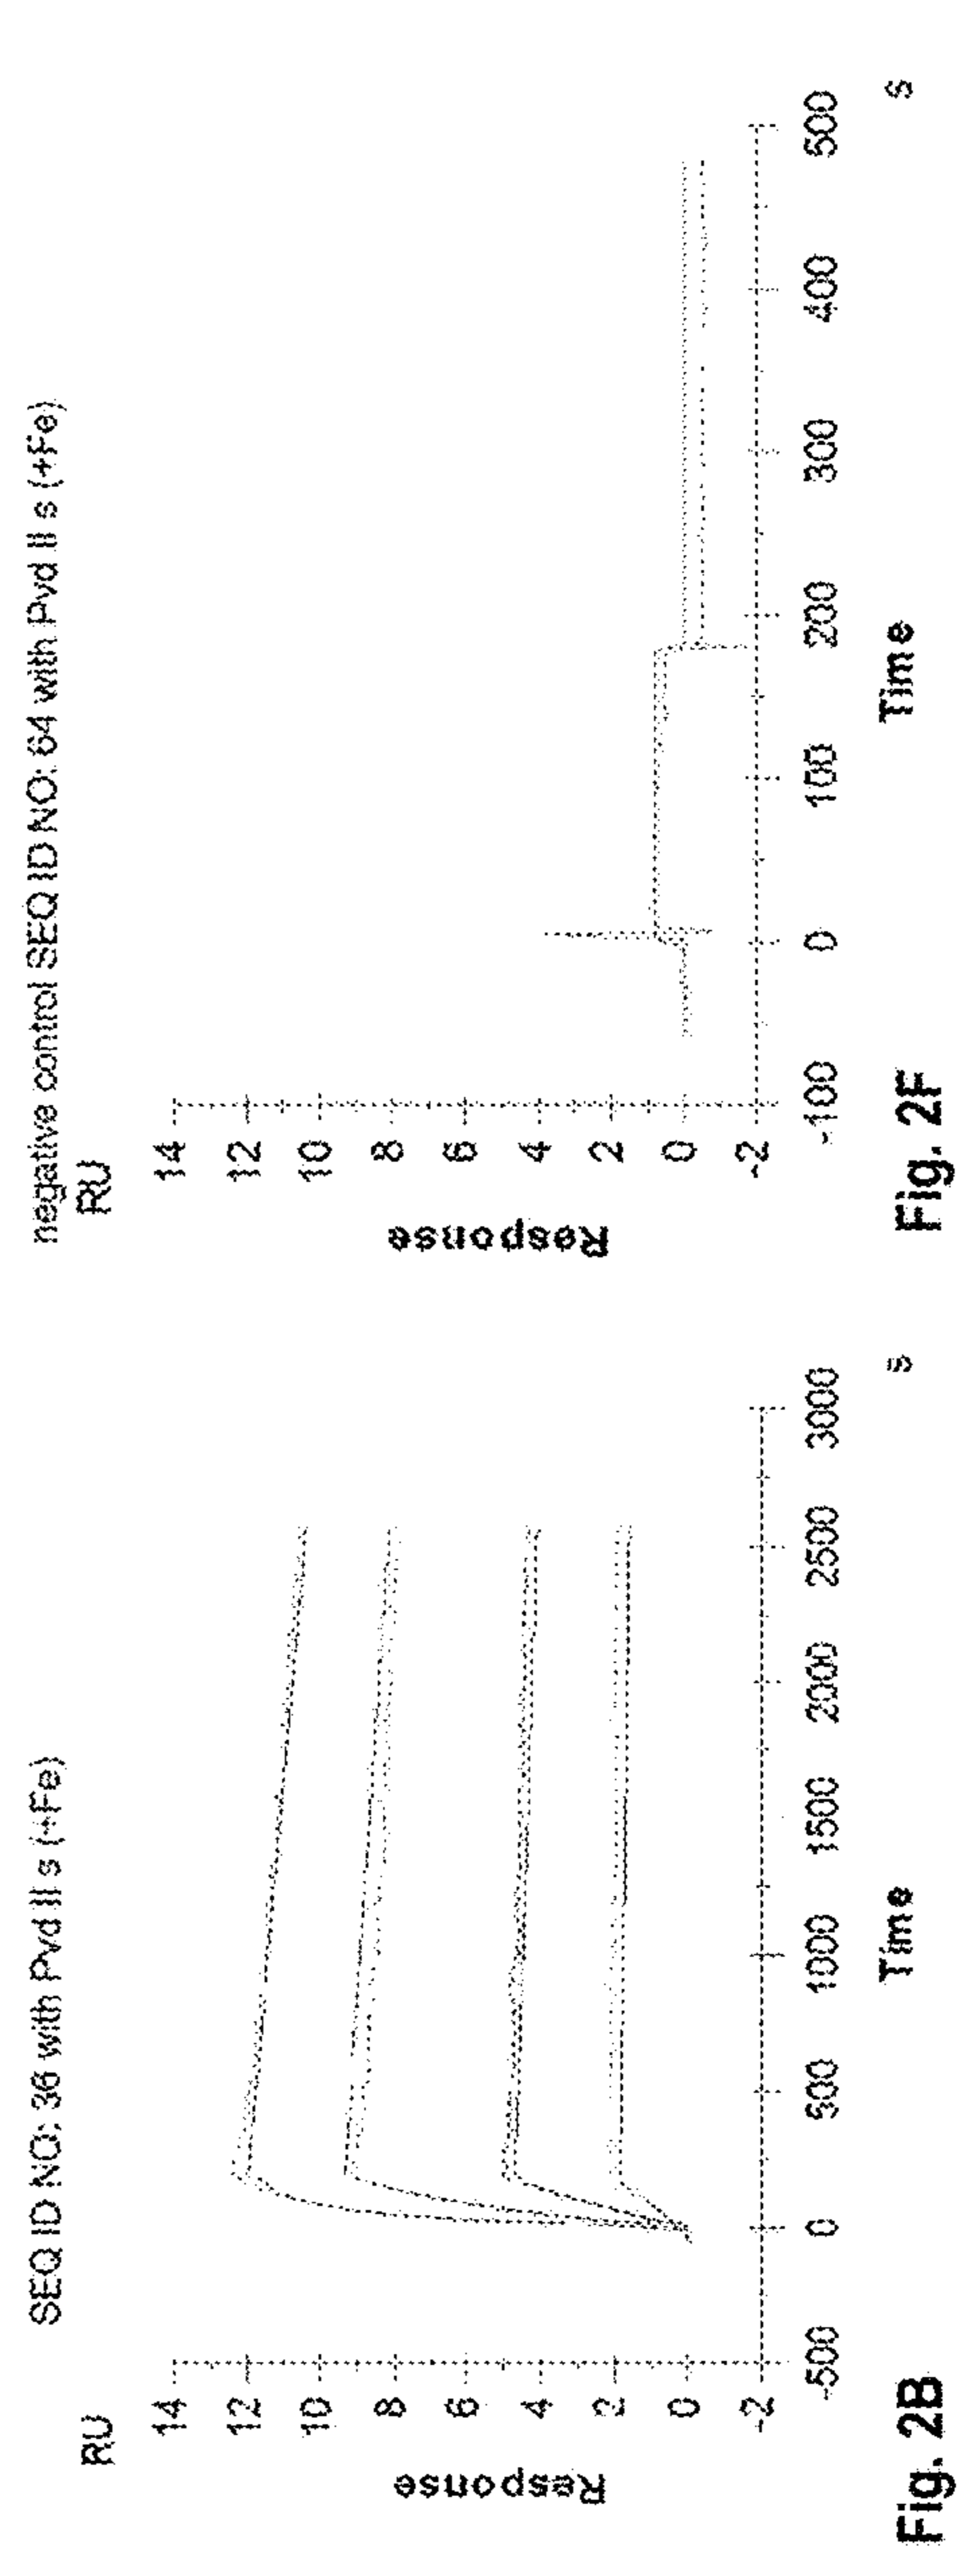 SEQ ID NO: 36 with Pvd II s (+Fe)
RU
14
12
10
8
6
4
2
0
-2
Response
-500
0
500
1000
1500
2000
2500
3000
Time
s
Fig. 2B
negative control SEQ ID NO: 64 with Pvd II s (+Fe)
RU
14
12
10
8
6
4
2
0
-2
Response
-100
0
100
200
300
400
500
Time
s
Fig. 2F